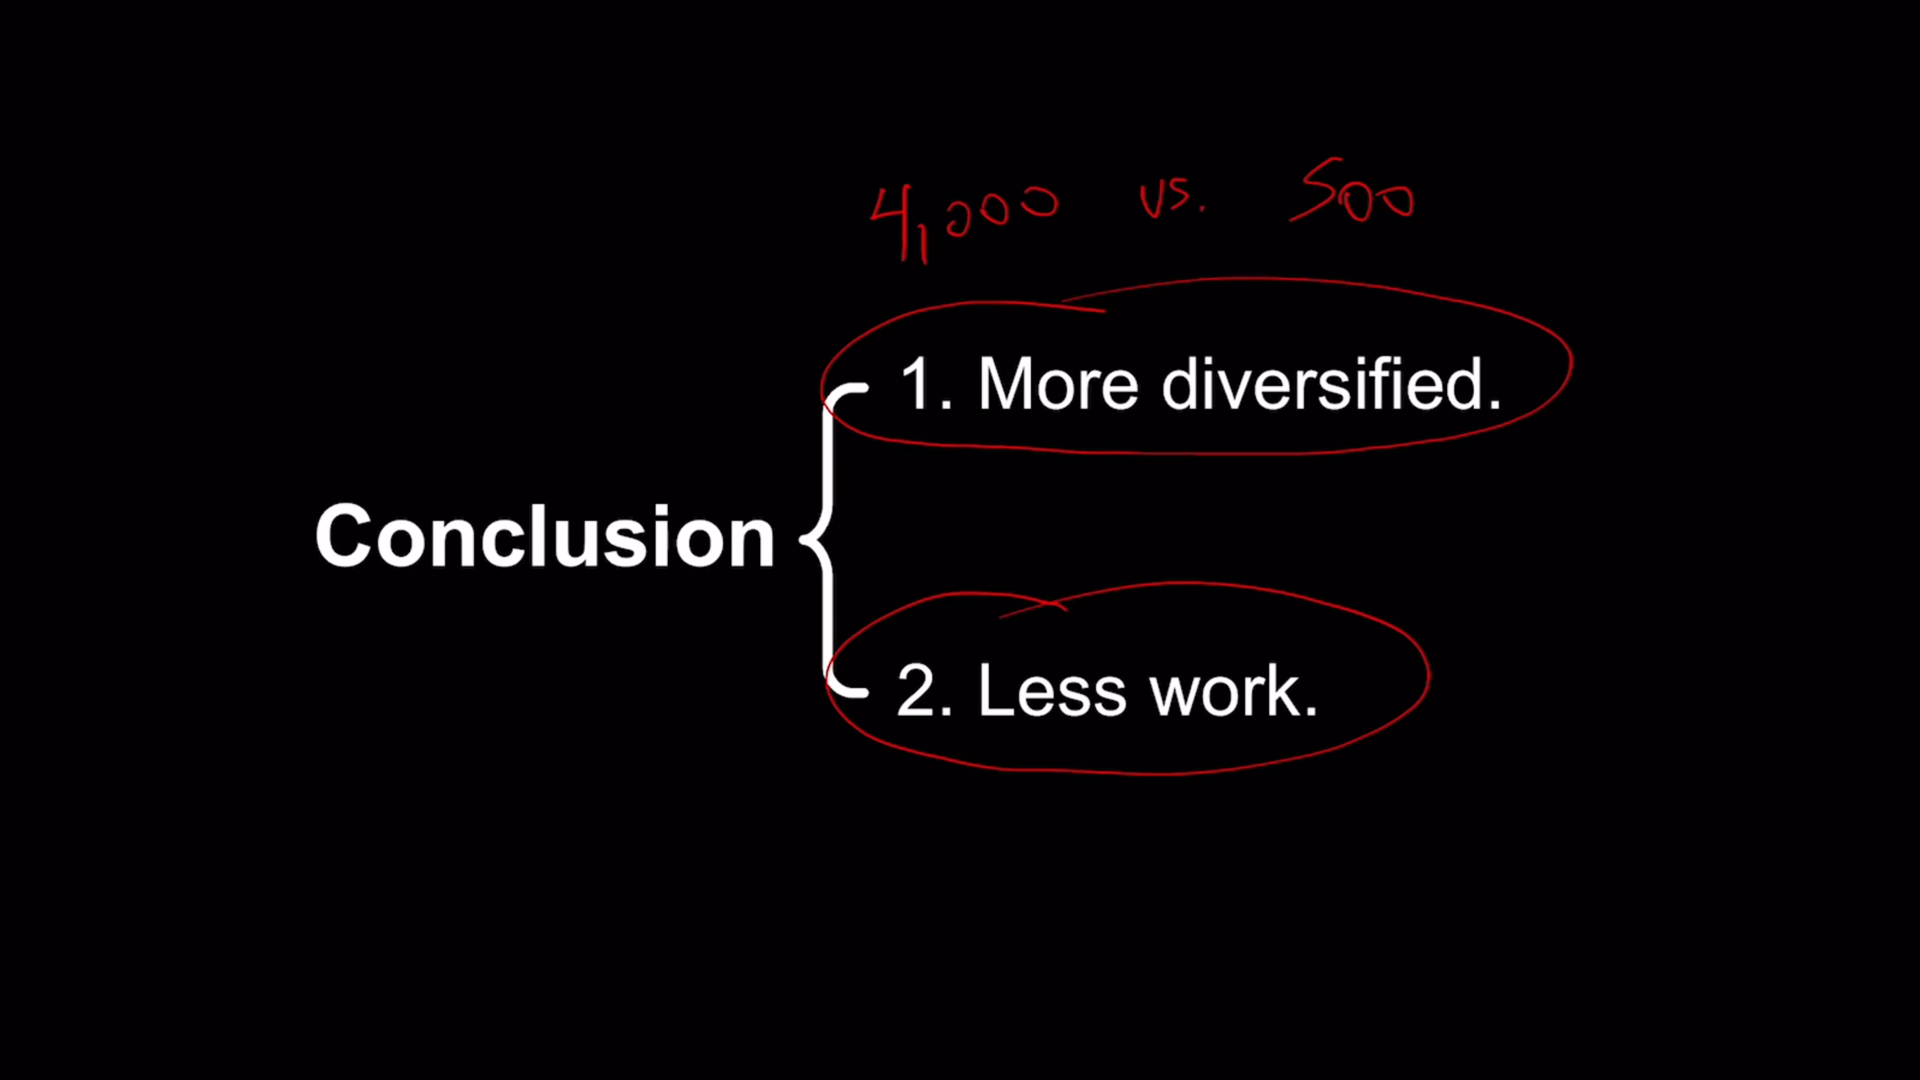 4,000 vs. 500
1. More diversified.
Conclusion
2. Less work.